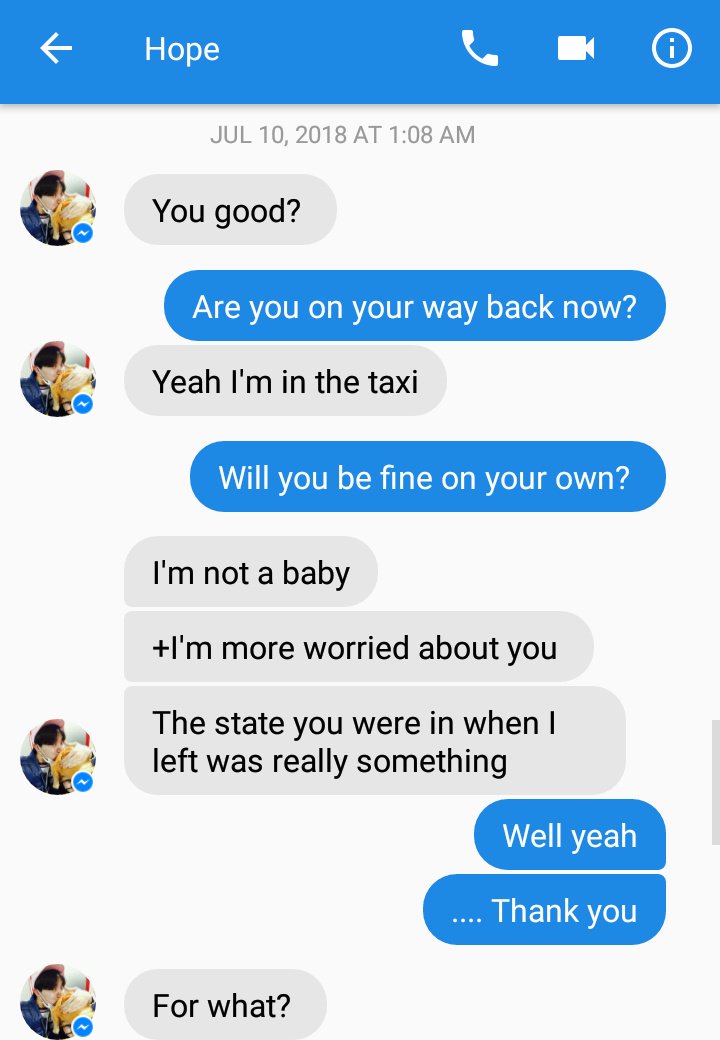 Hope
JUL 10, 2018 AT 1:08 AM
You good?
Are you on your way back now?
Yeah I'm in the taxi
Will you be fine on your own?
I'm not a baby
+I'm more worried about you
The state you were in when I
left was really something
Well yeah
.... Thank you
For what?